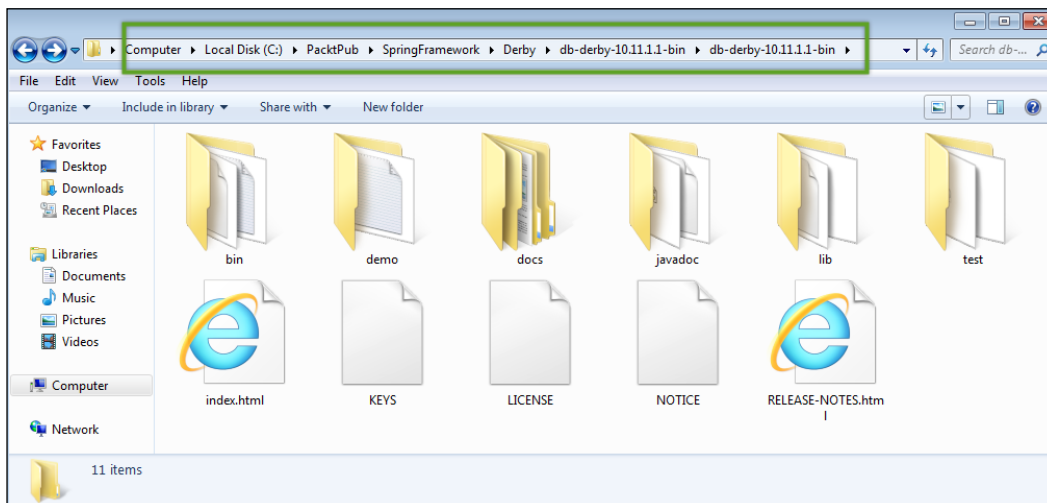 Computer Local Disk (C:) PacktPub SpringFramework Derby db-derby-10.11.1.1-bin db-derby-10.11.1.1-bin Search db-...
File Edit View Tools Help
Organize Include in library Share with New folder
Favorites
Desktop
Downloads
Recent Places
Libraries
Documents
Music
Pictures
Videos
Computer
Network
bin demo docs javadoc lib test
index.html KEYS LICENSE NOTICE RELEASE-NOTES.htm
l
11 items